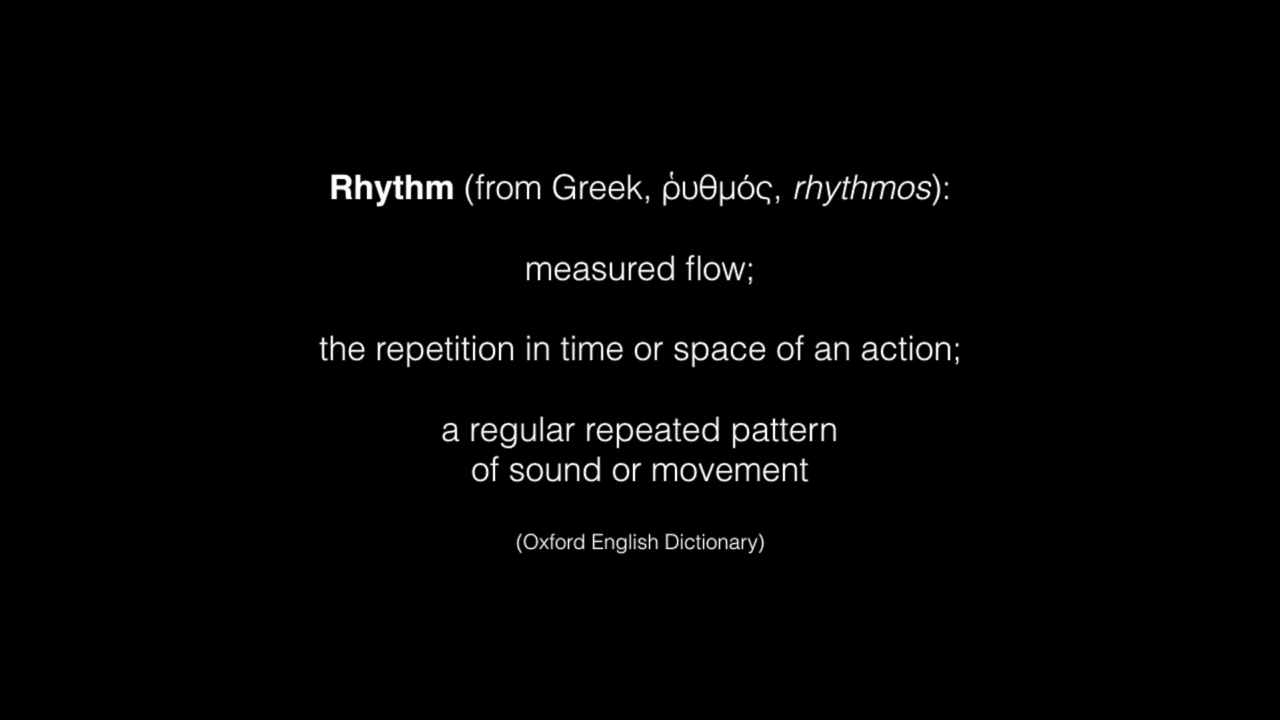 Rhythm (from Greek, ῥυθμός, rhythmos):
measured flow;
the repetition in time or space of an action;
a regular repeated pattern
of sound or movement
(Oxford English Dictionary)